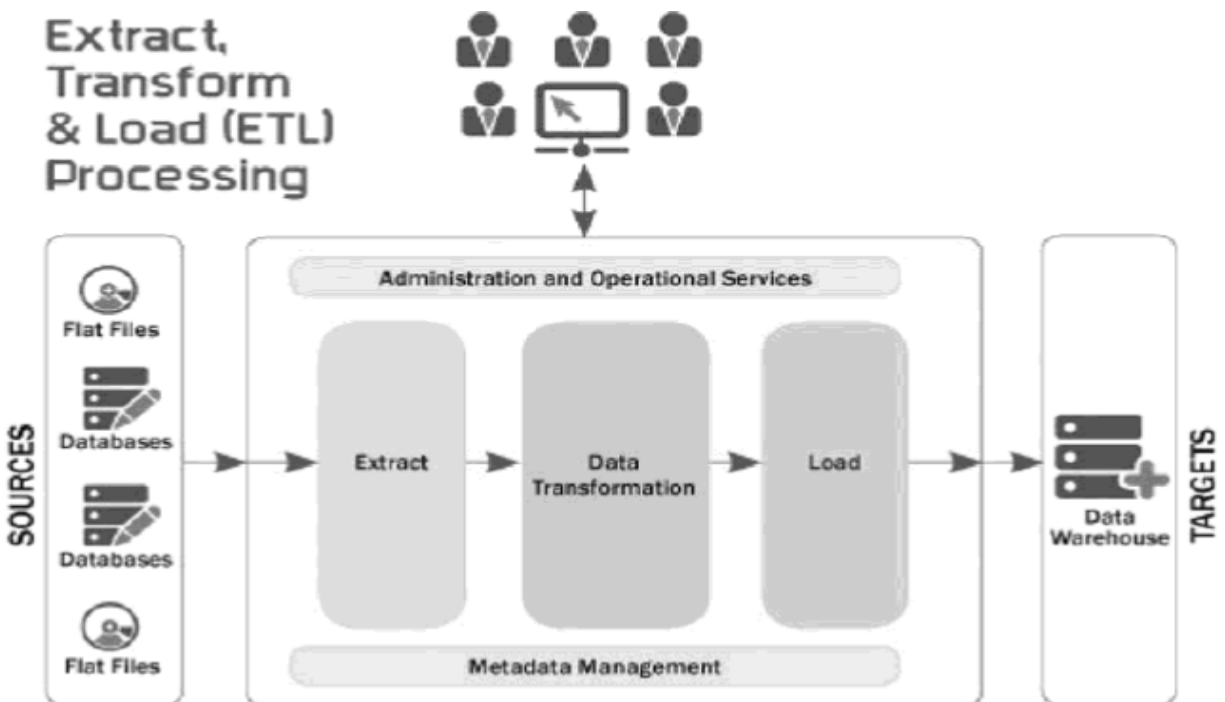 Extract,
Transform
& Load (ETL)
Processing
SOURCES
Flat Files
Databases
Databases
Flat Files
Administration and Operational Services
Extract
Data
Transformation
Load
Metadata Management
Data
Warehouse
TARGETS